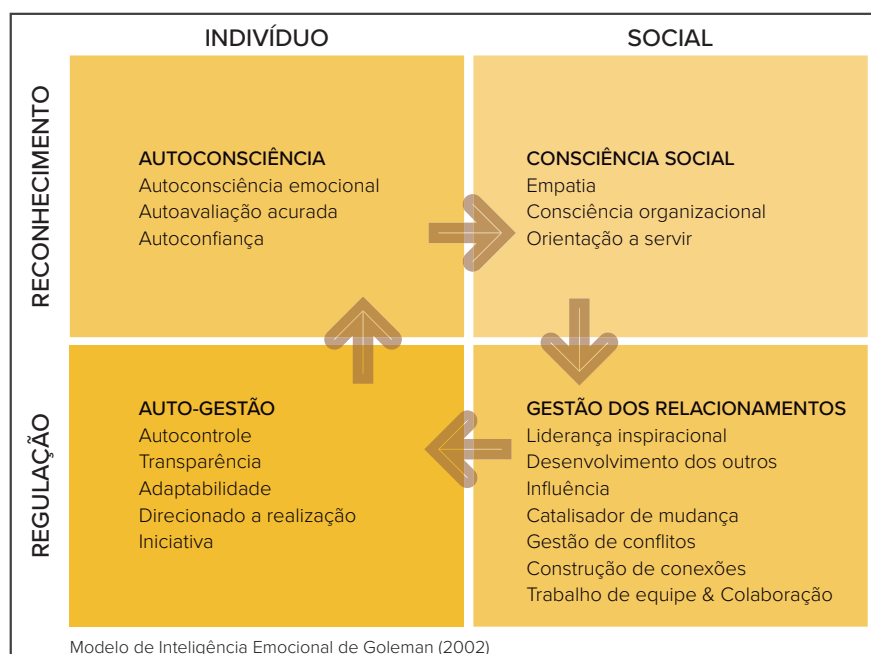 INDIVÍDUO
SOCIAL
RECONHECIMENTO
AUTOCONSCIÊNCIA
Autoconsciência emocional
Autoavaliação acurada
Autoconfiança
CONSCIÊNCIA SOCIAL
Empatia
Consciência organizacional
Orientação a servir
REGULAÇÃO
AUTO-GESTÃO
Autocontrole
Transparência
Adaptabilidade
Direcionado a realização
Iniciativa
GESTÃO DOS RELACIONAMENTOS
Liderança inspiracional
Desenvolvimento dos outros
Influência
Catalisador de mudança
Gestão de conflitos
Construção de conexões
Trabalho de equipe & Colaboração
Modelo de Inteligência Emocional de Goleman (2002)